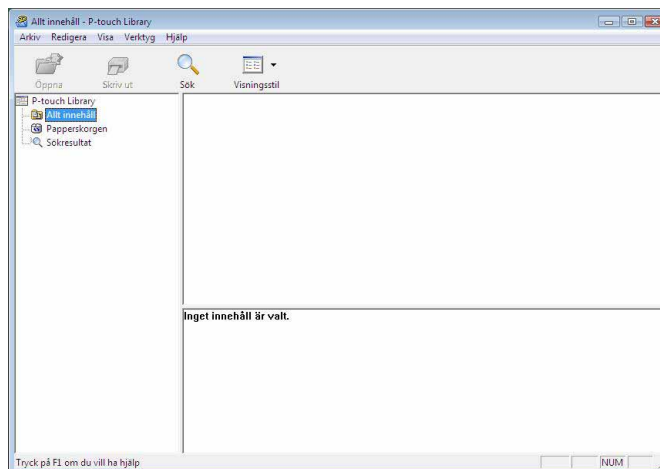 Allt innehåll - P-touch Library
Arkiv Redigera Visa Verktyg Hjälp
Öppna Skriv ut Sök Visningsstil
P-touch Library
Allt innehåll
Papperskorgen
Sökresultat
Inget innehåll är valt.
Tryck på F1 om du vill ha hjälp NUM